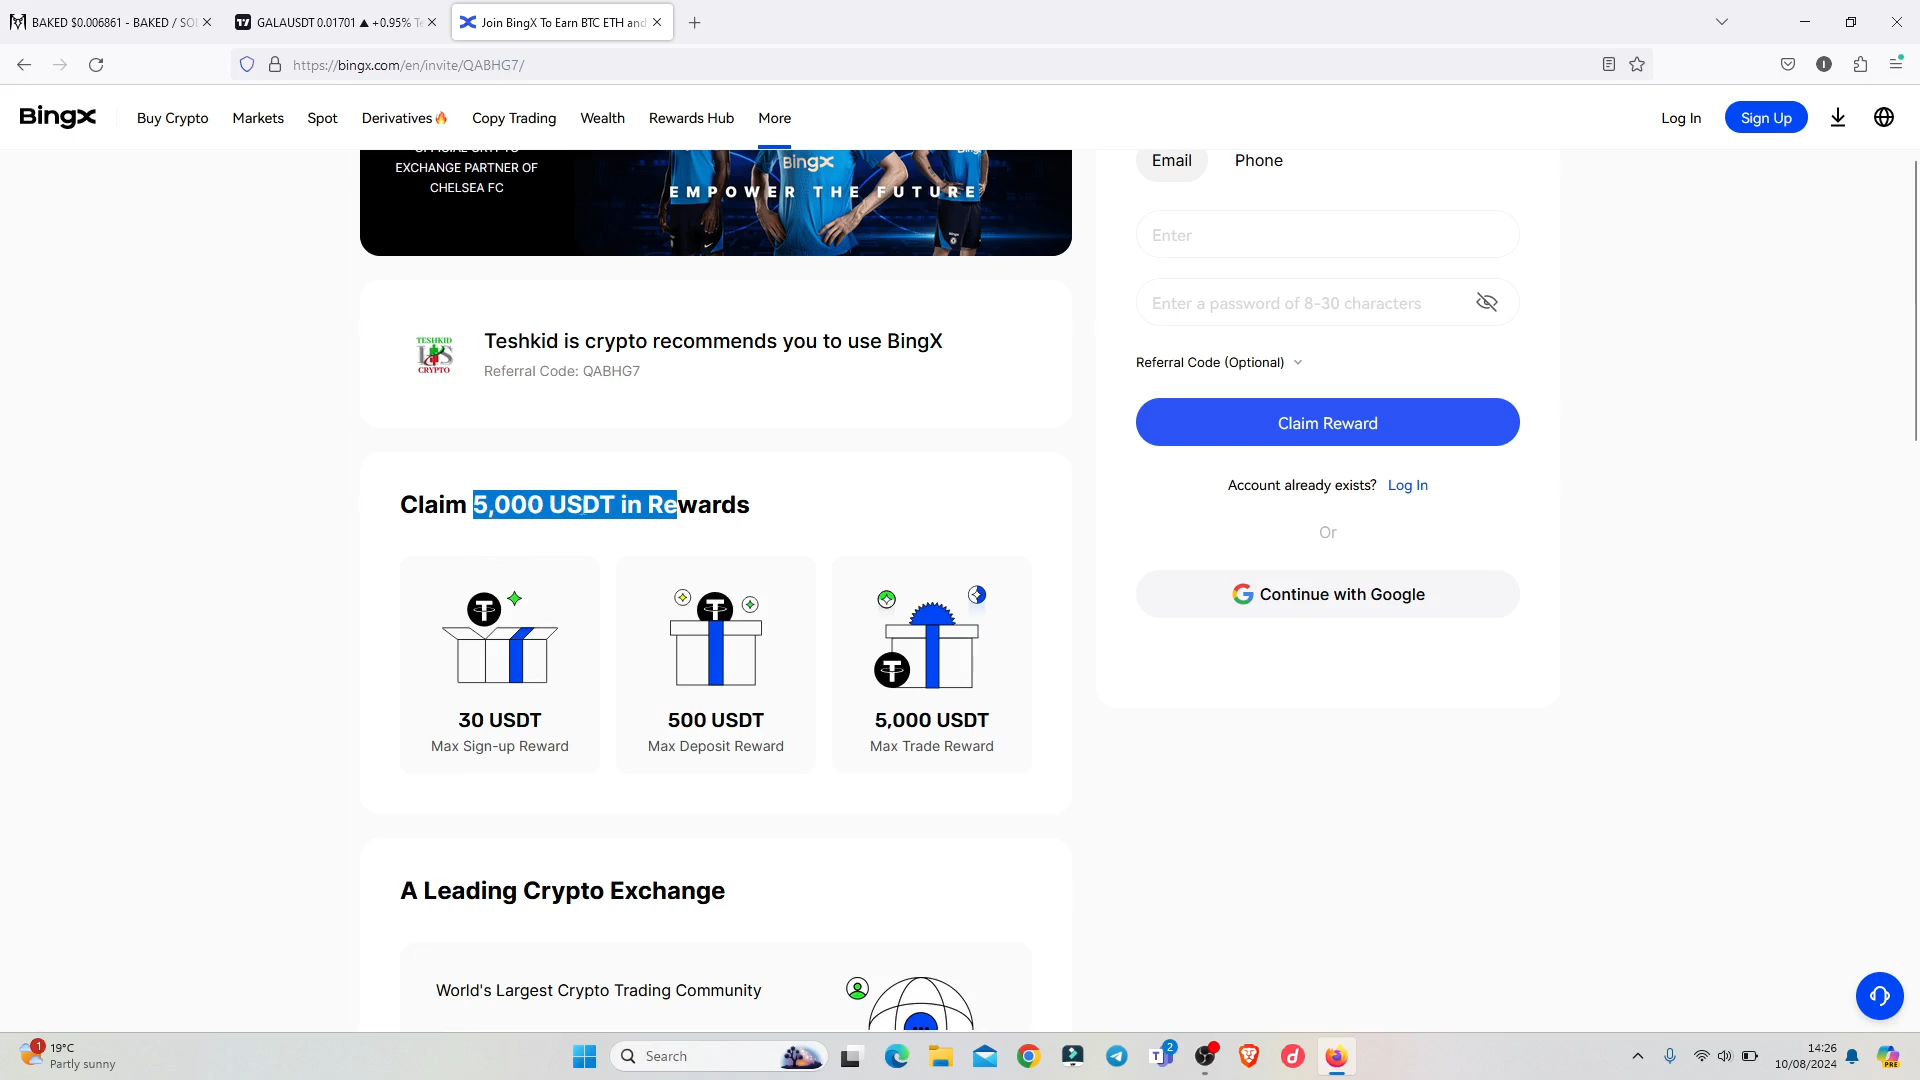 BAKED $0.006861 - BAKED / SOL
GALAUSDT 0.01701 ▲ +0.95%
Join BingX To Earn BTC ETH and
https://bingx.com/en/invite/QABHG7/
BingX
Buy Crypto
Markets
Spot
Derivatives🔥
Copy Trading
Wealth
Rewards Hub
More
Log In
Sign Up
EXCHANGE PARTNER OF
CHELSEA FC
BingX
EMPOWER THE FUTURE
Email
Phone
Enter
Enter a password of 8-30 characters
Referral Code (Optional)
Claim Reward
Account already exists? Log In
Or
Continue with Google
TESHKID
CRYPTO
Teshkid is crypto recommends you to use BingX
Referral Code: QABHG7
Claim 5,000 USDT in Rewards
30 USDT
Max Sign-up Reward
500 USDT
Max Deposit Reward
5,000 USDT
Max Trade Reward
A Leading Crypto Exchange
World's Largest Crypto Trading Community
1
19°C
Partly sunny
Search
2
14:26
10/08/2024
PRE